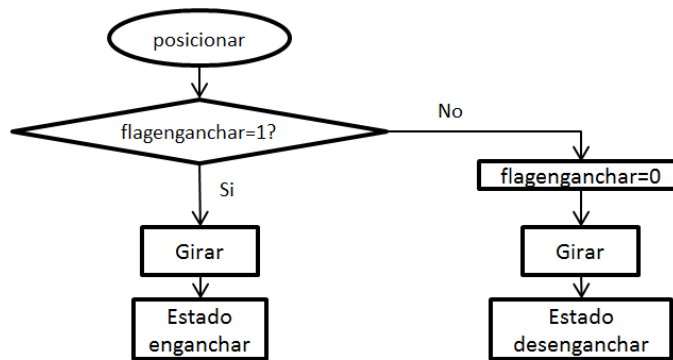 posicionar
flagenganchar=1?
No
Si
flagenganchar=0
Girar
Girar
Estado
enganchar
Estado
desenganchar